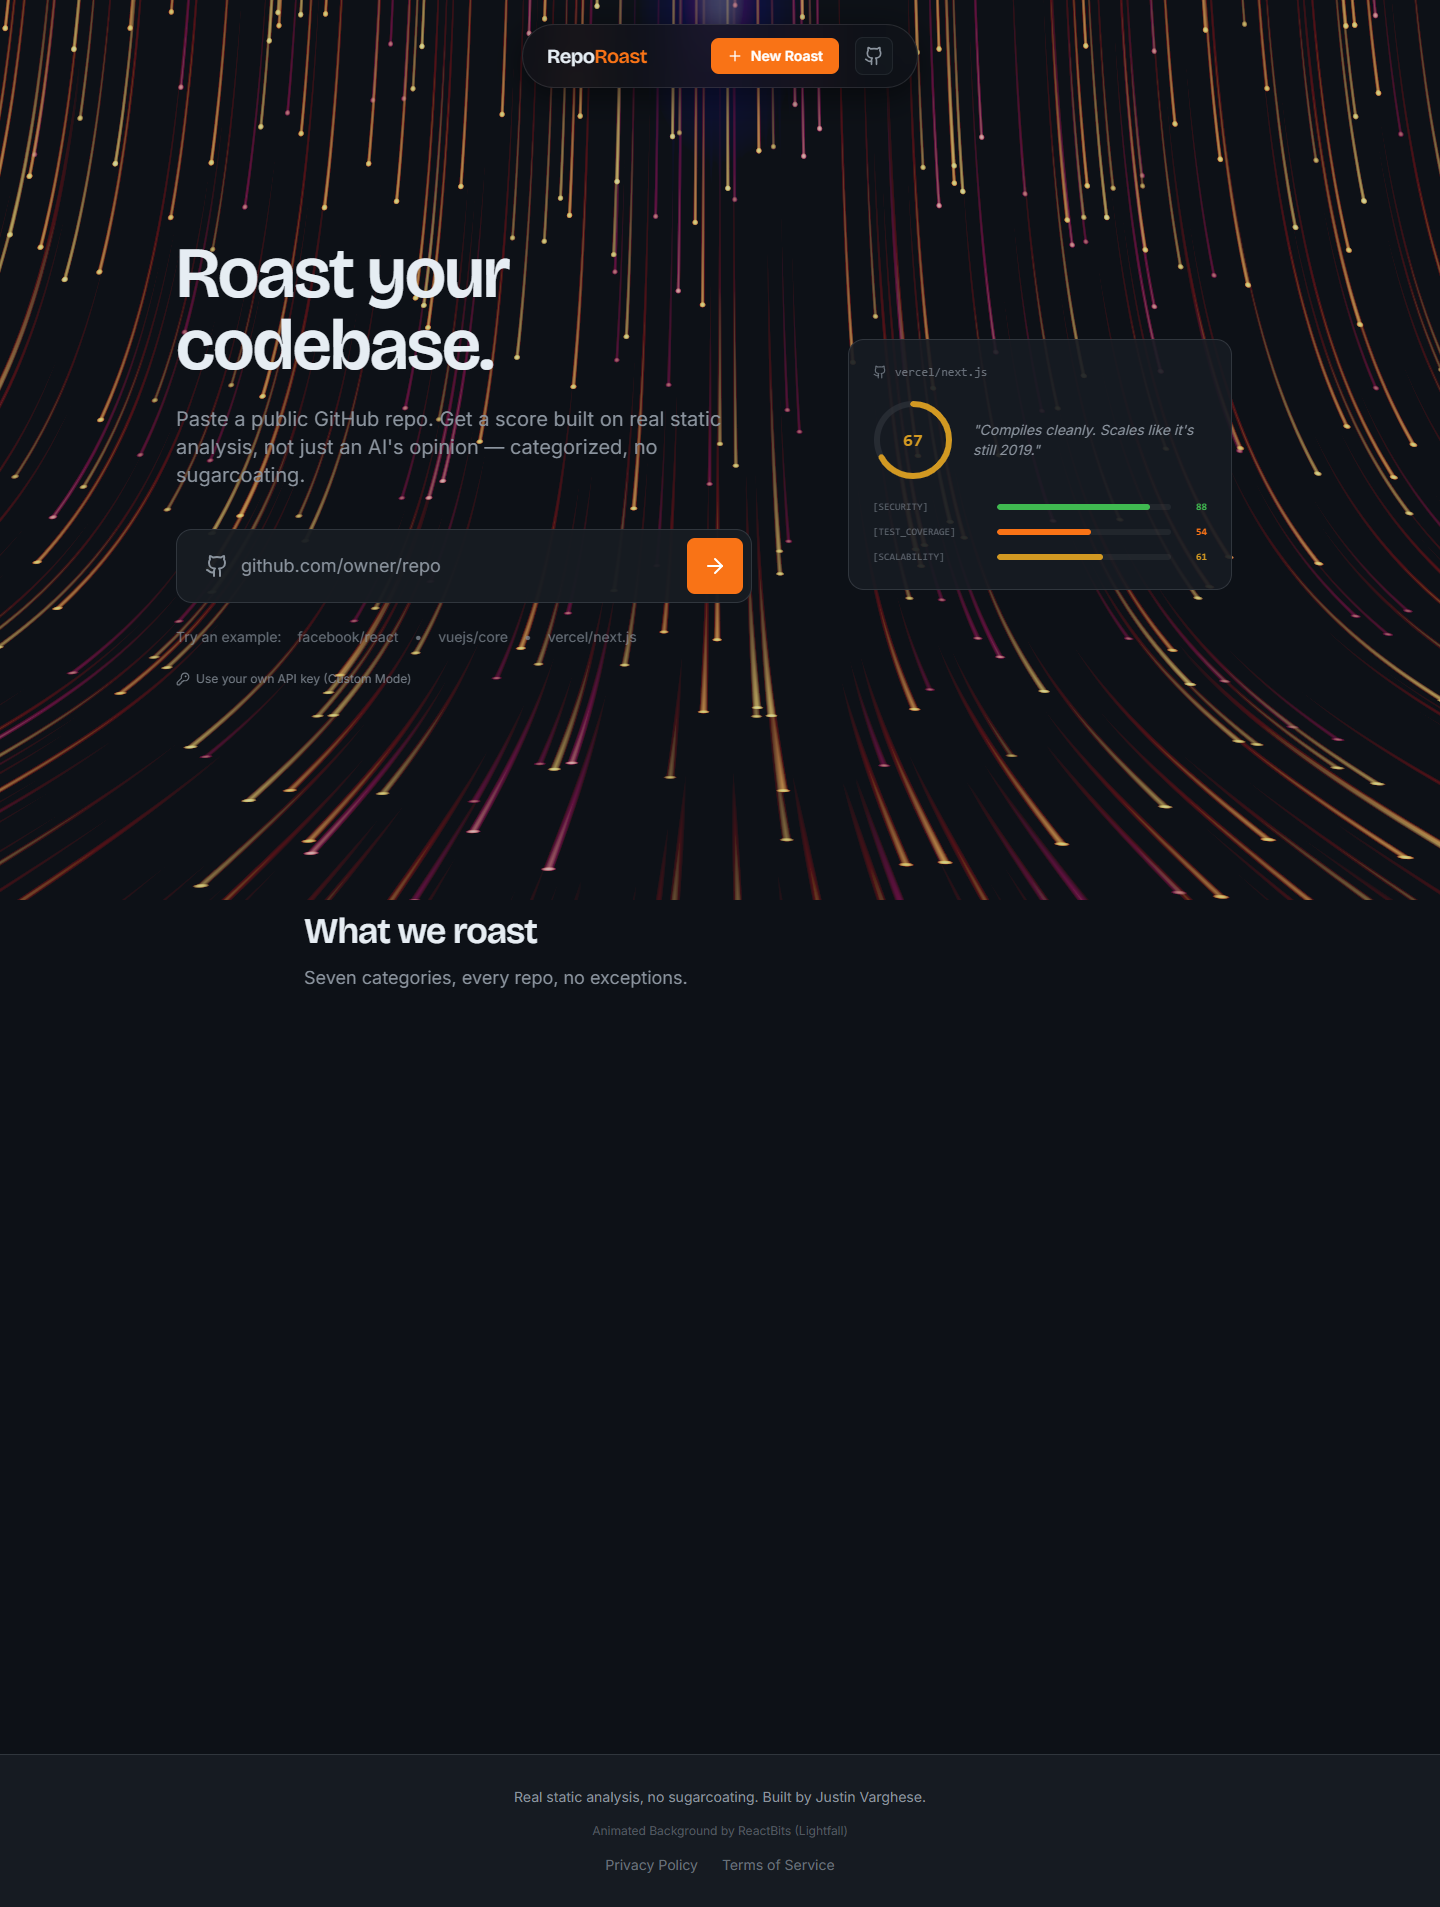 RepoRoast
New Roast
Roast your
codebase.
Paste a public GitHub repo. Get a score built on real static
analysis, not just an AI's opinion — categorized, no
sugarcoating.
github.com/owner/repo
Try an example: facebook/react • vuejs/core • vercel/next.js
Use your own API key (Custom Mode)
vercel/next.js
67
"Compiles cleanly. Scales like it's
still 2019."
[SECURITY] 88
[TEST_COVERAGE] 54
[SCALABILITY] 61
What we roast
Seven categories, every repo, no exceptions.
Real static analysis, no sugarcoating. Built by Justin Varghese.
Animated Background by ReactBits (Lightfall)
Privacy Policy Terms of Service